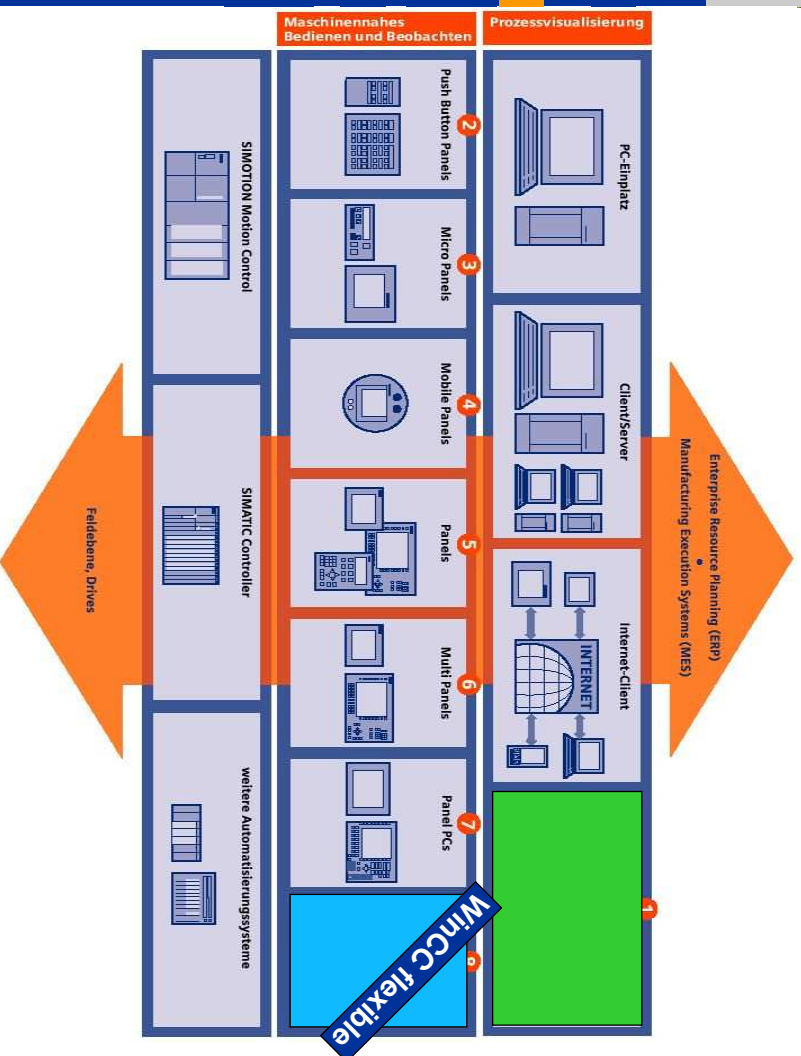 Maschinennahes
Bedienen und Beobachten
Prozessvisualisierung
Enterprise Resource Planning (ERP)
•
Manufacturing Execution Systems (MES)
PC-Einplatz
Client/Server
Internet-Client
INTERNET
1
2
Push Button Panels
3
Micro Panels
4
Mobile Panels
5
Panels
6
Multi Panels
7
Panel PCs
8
WinCC flexible
SIMOTION Motion Control
SIMATIC Controller
weitere Automatisierungssysteme
Feldebene, Drives